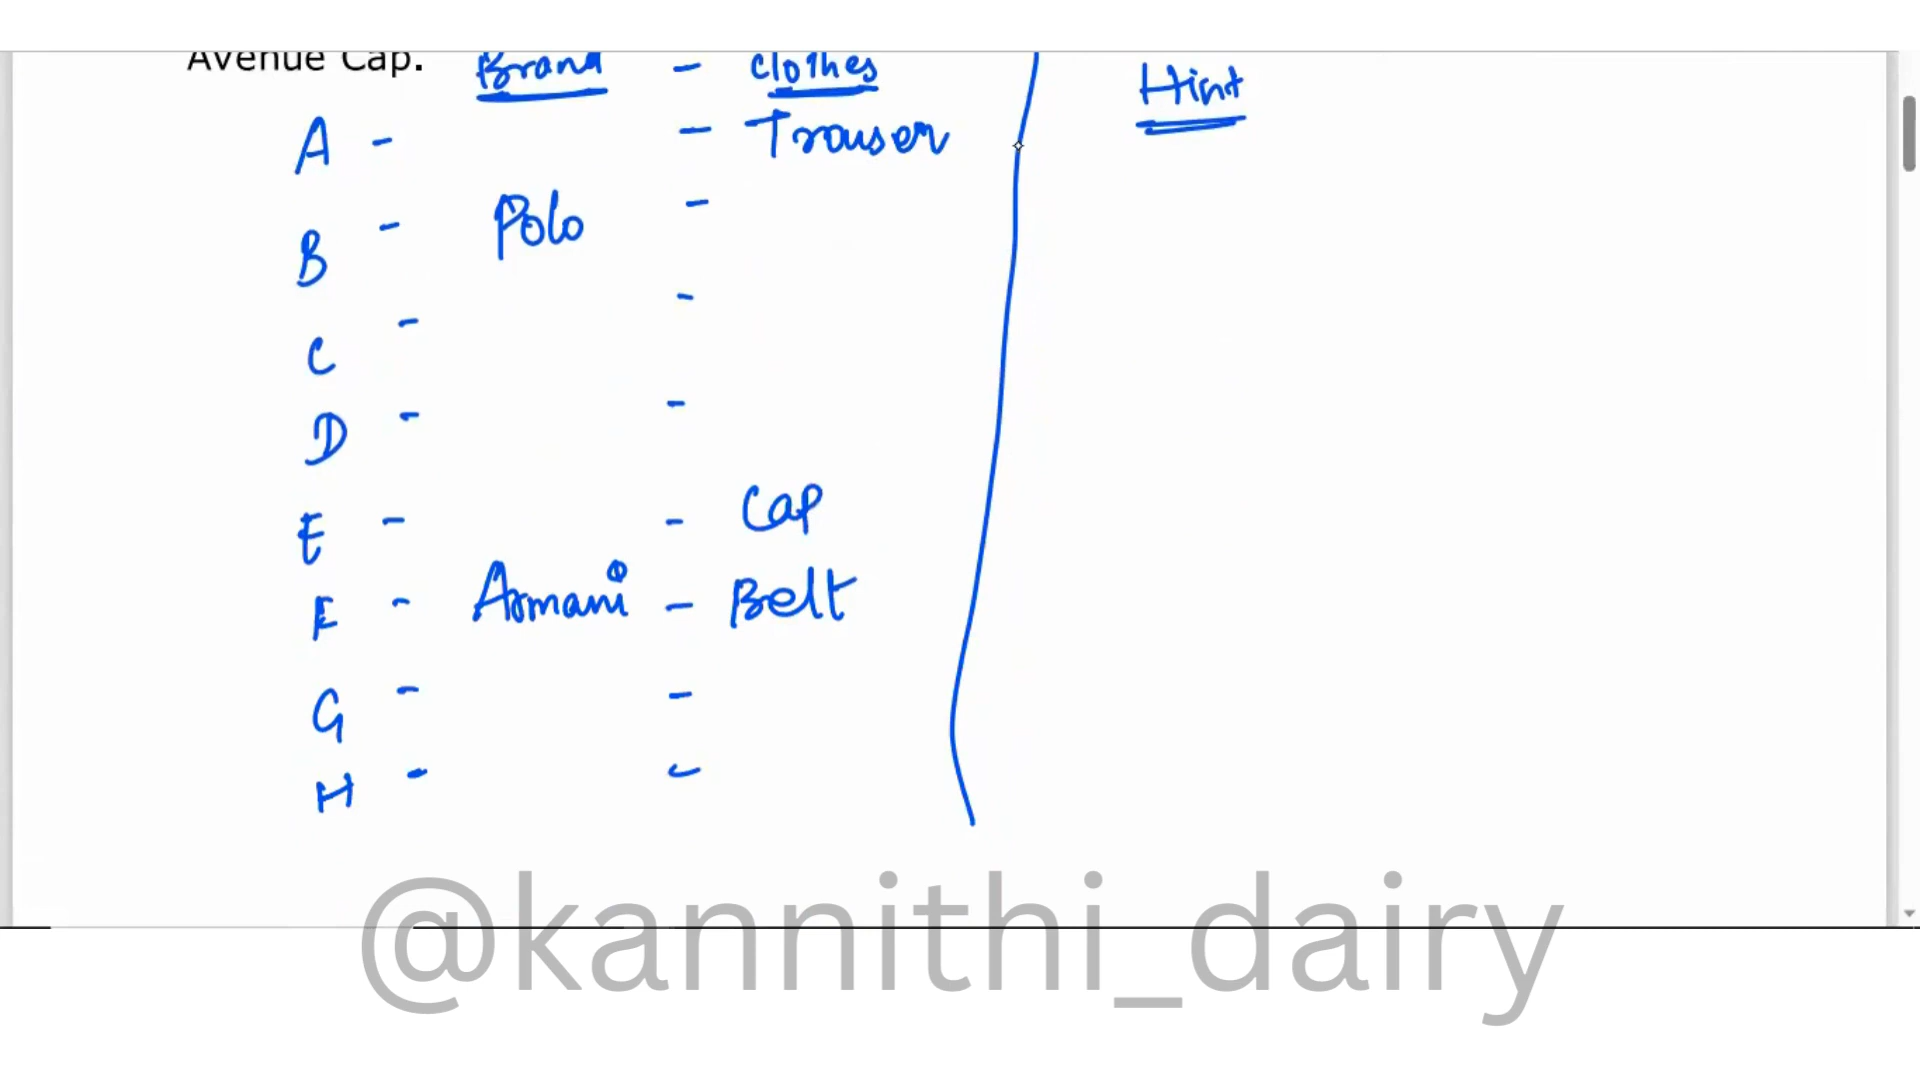 Avenue Cap. Brand - Clothes Hint
A - - Trouser
B - Polo -
C - -
D - -
E - - Cap
F - Armani - Belt
G - -
H - -
@kannithi_dairy